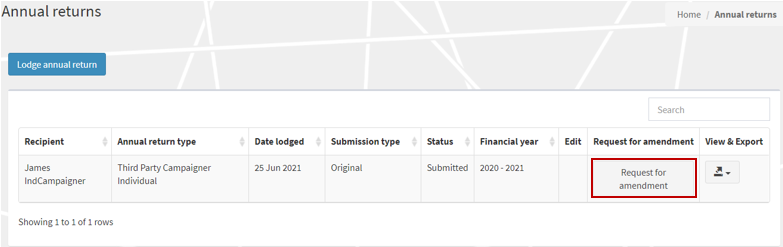 Annual returns
Home / Annual returns
Lodge annual return
Search
Recipient Annual return type Date lodged Submission type Status Financial year Edit Request for amendment View & Export
James Third Party Campaigner 25 Jun 2021 Original Submitted 2020 - 2021 Request for
IndCampaigner Individual amendment
Showing 1 to 1 of 1 rows